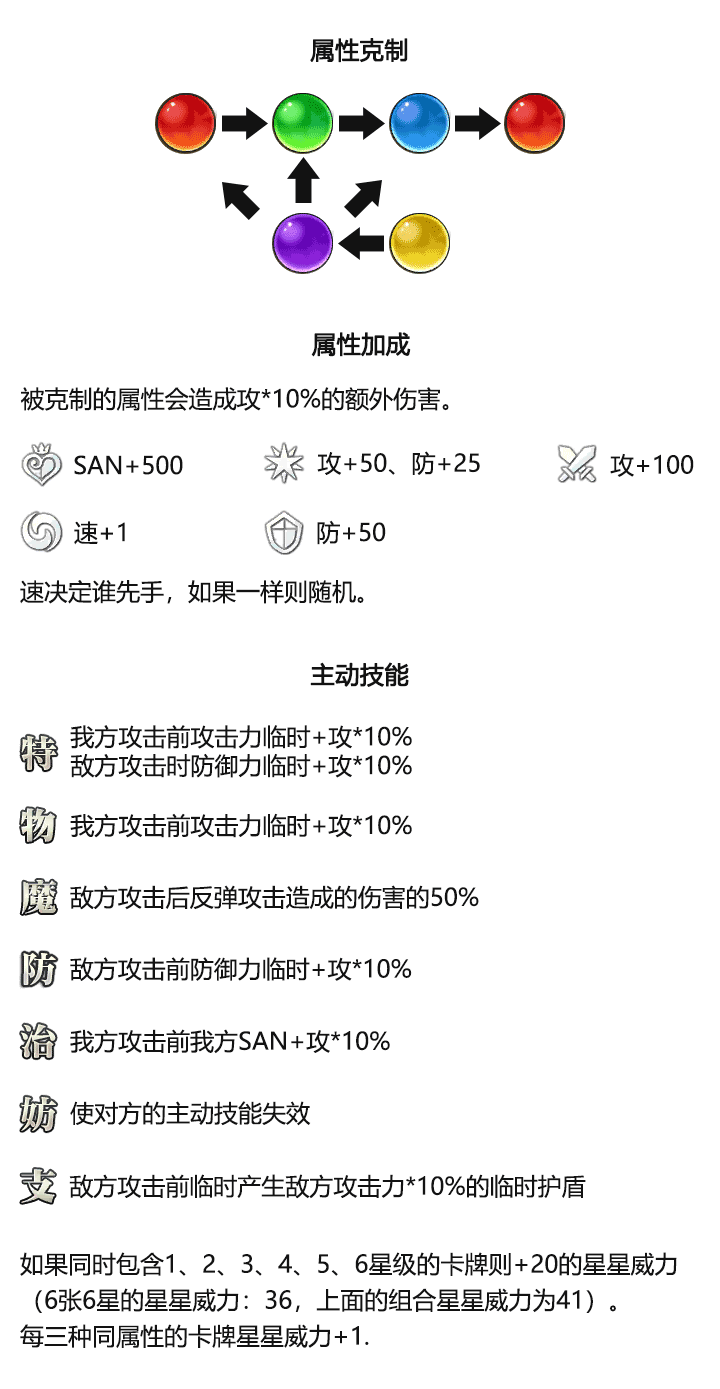 属性克制
属性加成
被克制的属性会造成攻*10%的额外伤害。
SAN+500
攻+50、防+25
攻+100
速+1
防+50
速决定谁先手，如果一样则随机。
主动技能
特
我方攻击前攻击力临时+攻*10%
敌方攻击时防御力临时+攻*10%
物
我方攻击前攻击力临时+攻*10%
魔
敌方攻击后反弹攻击造成的伤害的50%
防
敌方攻击前防御力临时+攻*10%
治
我方攻击前我方SAN+攻*10%
妨
使对方的主动技能失效
支
敌方攻击前临时产生敌方攻击力*10%的临时护盾
如果同时包含1、2、3、4、5、6星级的卡牌则+20的星星威力
（6张6星的星星威力：36，上面的组合星星威力为41）。
每三种同属性的卡牌星星威力+1.